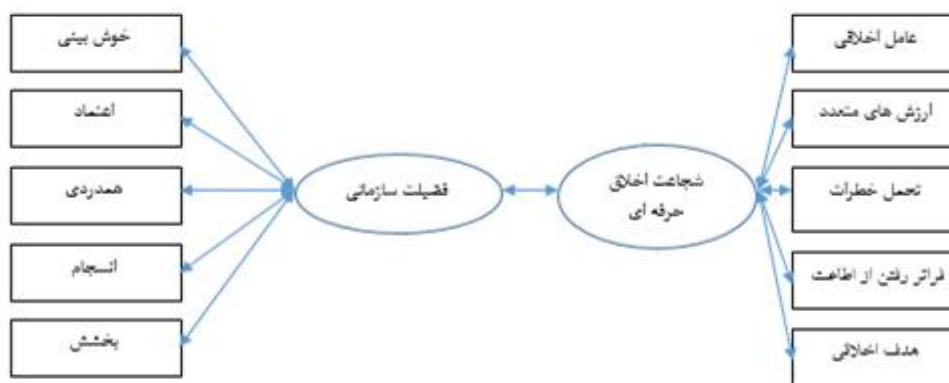 عامل اخلاقی
ارزش های متعدد
تحمل خطرات
فراتر رفتن از اطاعت
هدف اخلاقی
شجاعت اخلاق
حرفه ای
فضیلت سازمانی
خوش بینی
اعتماد
همدردی
انسجام
بخشش